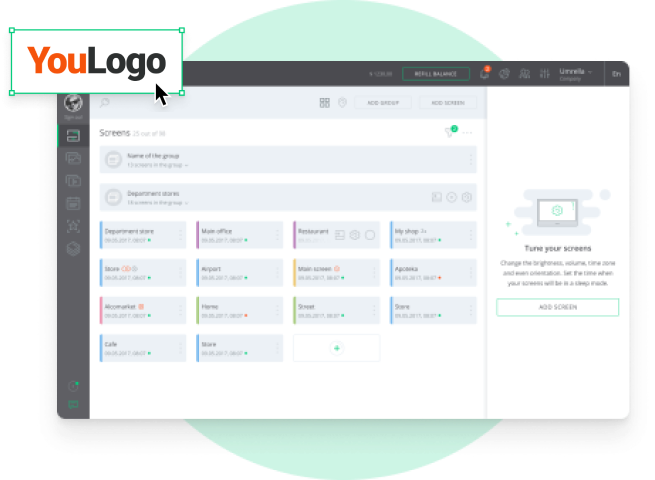 YouLogo
REFILL BALANCE
2
Umrella
Company
En
ADD GROUP
ADD SCREEN
Screens 23 out of 98
2
Name of the group
13 screens in the group
Department stores
18 screens in the group
Department store
09.05.2017, 08:07
Main office
09.05.2017, 08:07
Restaurant
My shop
09.05.2017, 08:07
Store
09.05.2017, 08:07
Airport
09.05.2017, 08:07
Main screen
09.05.2017, 08:07
Apoteka
09.05.2017, 08:07
Alcomarket
09.05.2017, 08:07
Home
09.05.2017, 08:07
Street
09.05.2017, 08:07
Store
09.05.2017, 08:07
Cafe
09.05.2017, 08:07
Store
09.05.2017, 08:07
Tune your screens
Change the brightness, volume, time zone
and even orientation. Set the time when
your screens will be in a sleep mode.
ADD SCREEN